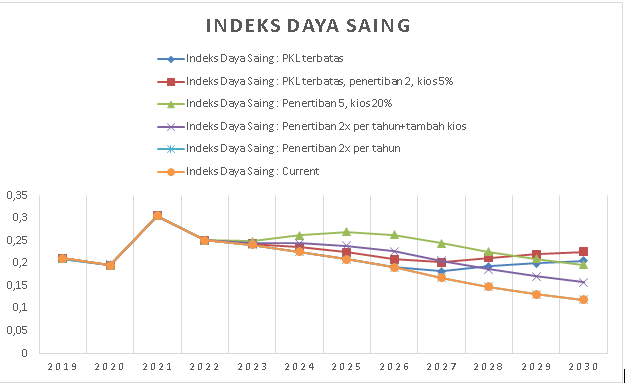 INDEKS DAYA SAING
Indeks Daya Saing : PKL terbatas
Indeks Daya Saing : PKL terbatas, penertiban 2, kios 5%
Indeks Daya Saing : Penertiban 5, kios 20%
Indeks Daya Saing : Penertiban 2x per tahun+tambah kios
Indeks Daya Saing : Penertiban 2x per tahun
Indeks Daya Saing : Current
0,35
0,3
0,25
0,2
0,15
0,1
0,05
0
2019 2020 2021 2022 2023 2024 2025 2026 2027 2028 2029 2030